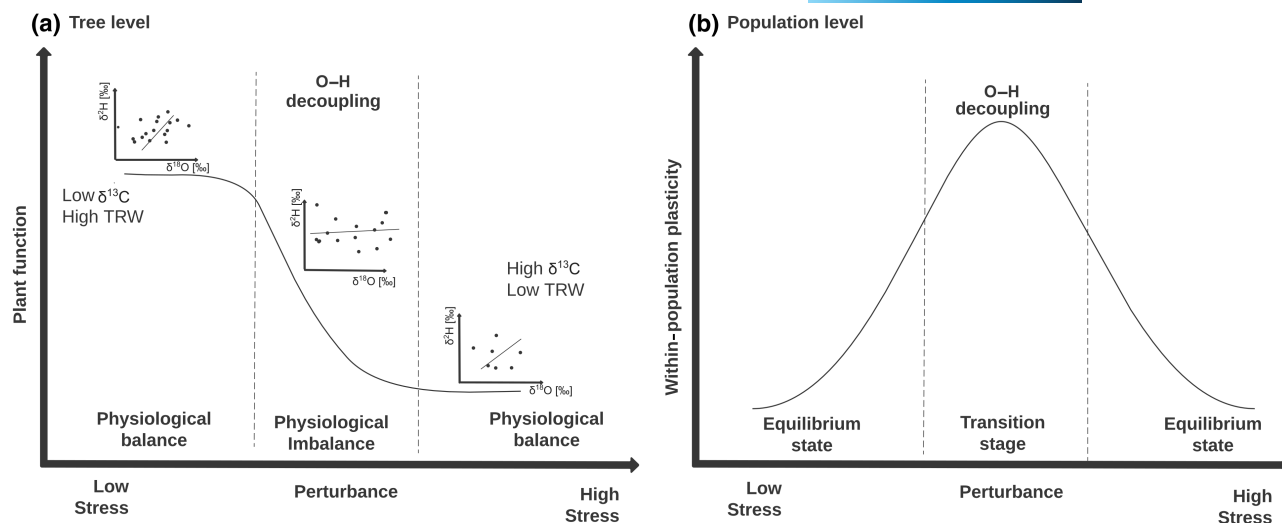 (a) Tree level
O–H
decoupling
δ²H [‰]
δ¹⁸O [‰]
Low δ¹³C
High TRW
δ²H [‰]
δ¹⁸O [‰]
High δ¹³C
Low TRW
δ²H [‰]
δ¹⁸O [‰]
Plant function
Physiological
balance
Physiological
Imbalance
Physiological
balance
Low
Stress
Perturbance
High
Stress
(b) Population level
O–H
decoupling
Within-population plasticity
Equilibrium
state
Transition
stage
Equilibrium
state
Low
Stress
Perturbance
High
Stress